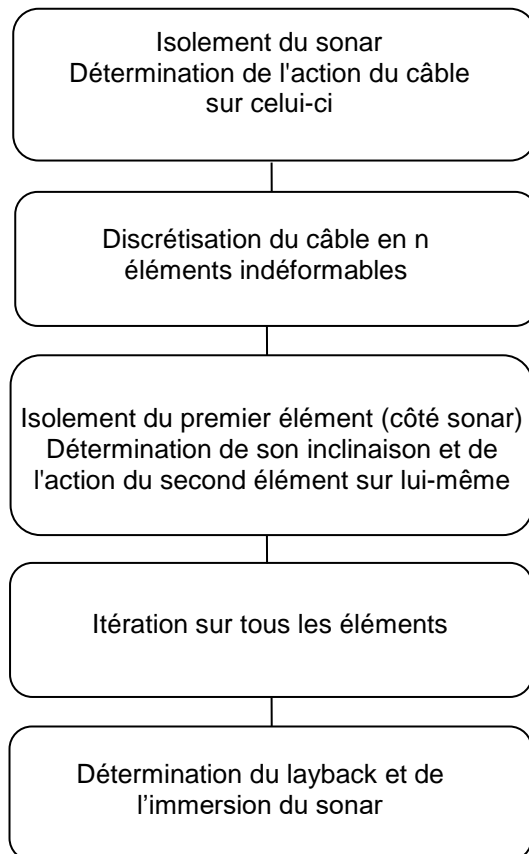 Isolement du sonar
Détermination de l'action du câble
sur celui-ci
Discrétisation du câble en n
éléments indéformables
Isolement du premier élément (côté sonar)
Détermination de son inclinaison et de
l'action du second élément sur lui-même
Itération sur tous les éléments
Détermination du layback et de
l’immersion du sonar